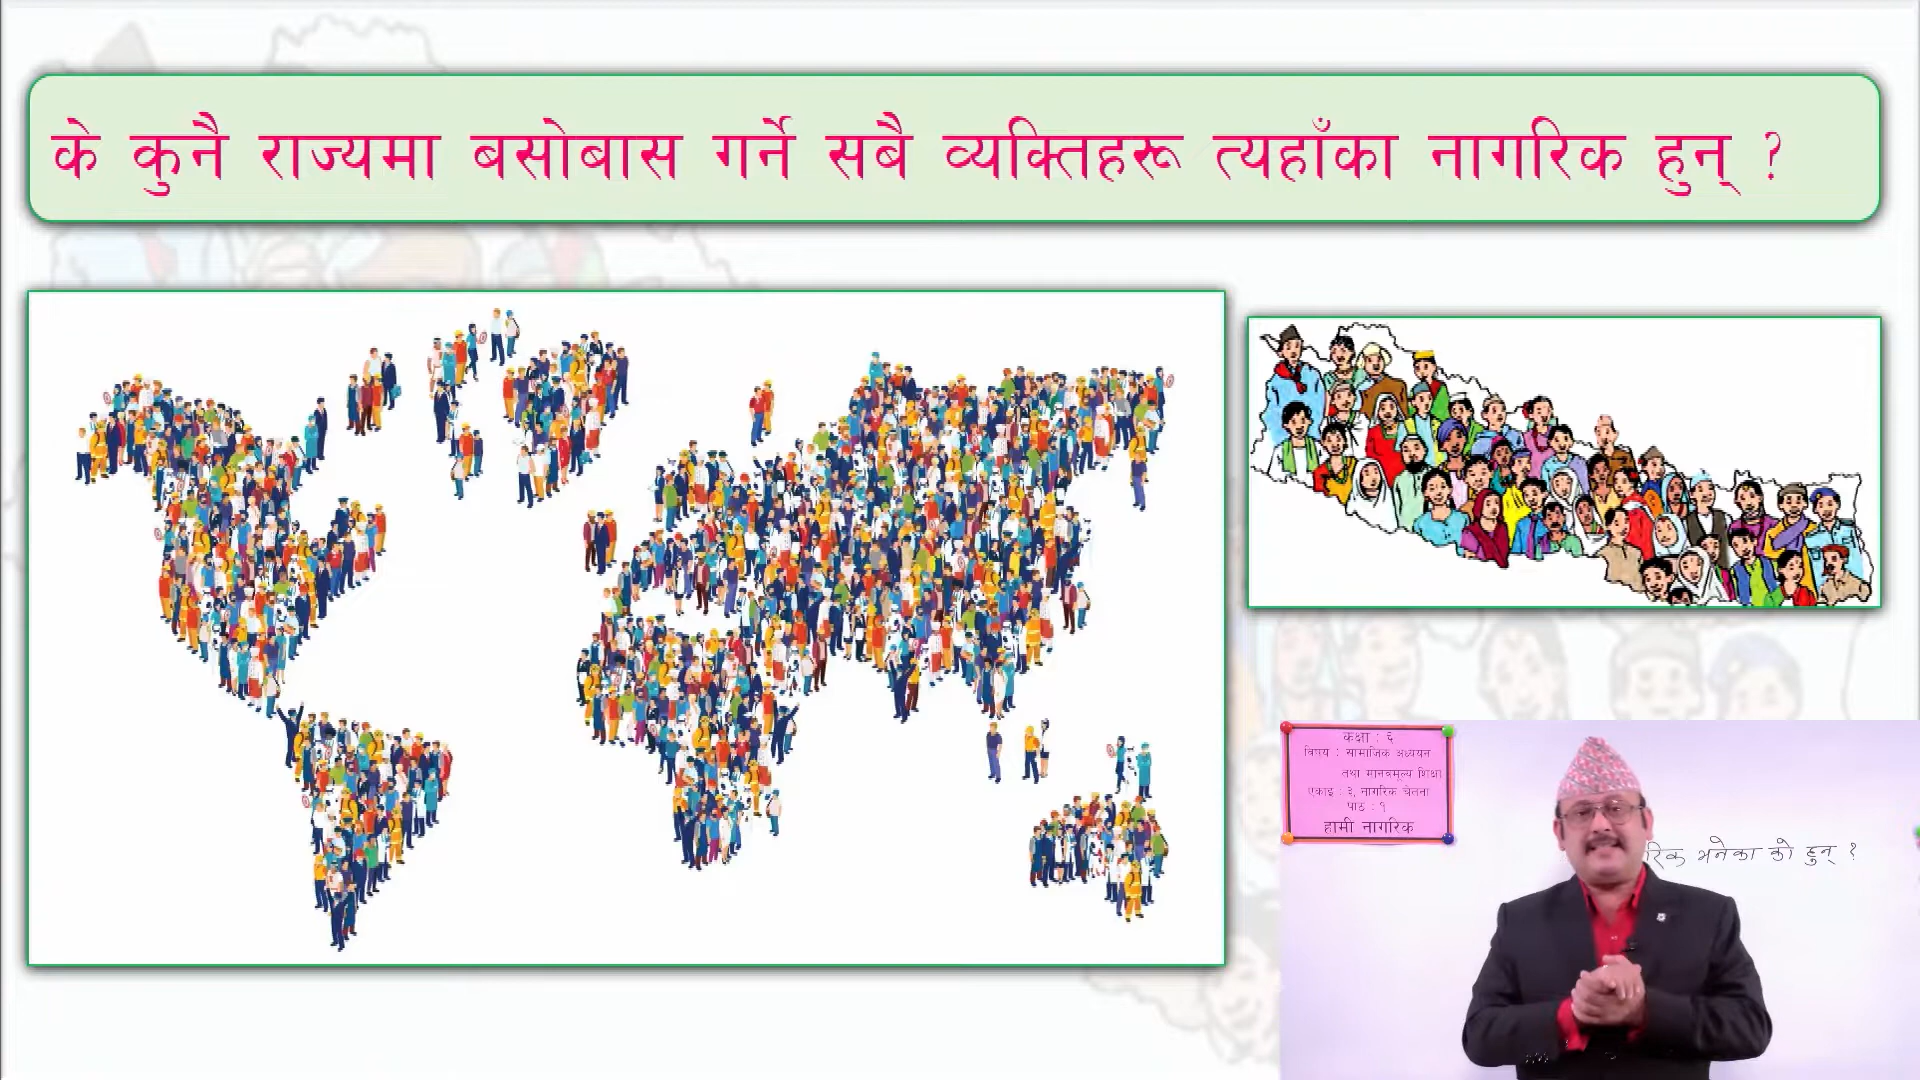 के कुनै राज्यमा बसोबास गर्ने सबै व्यक्तिहरू त्यहाँका नागरिक हुन् ?
कक्षा : ६
विषय : सामाजिक अध्ययन
तथा मानवमूल्य शिक्षा
एकाइ : ३, नागरिक चेतना
पाठ : १
हामी नागरिक
रिक भनेका को हुन् ?